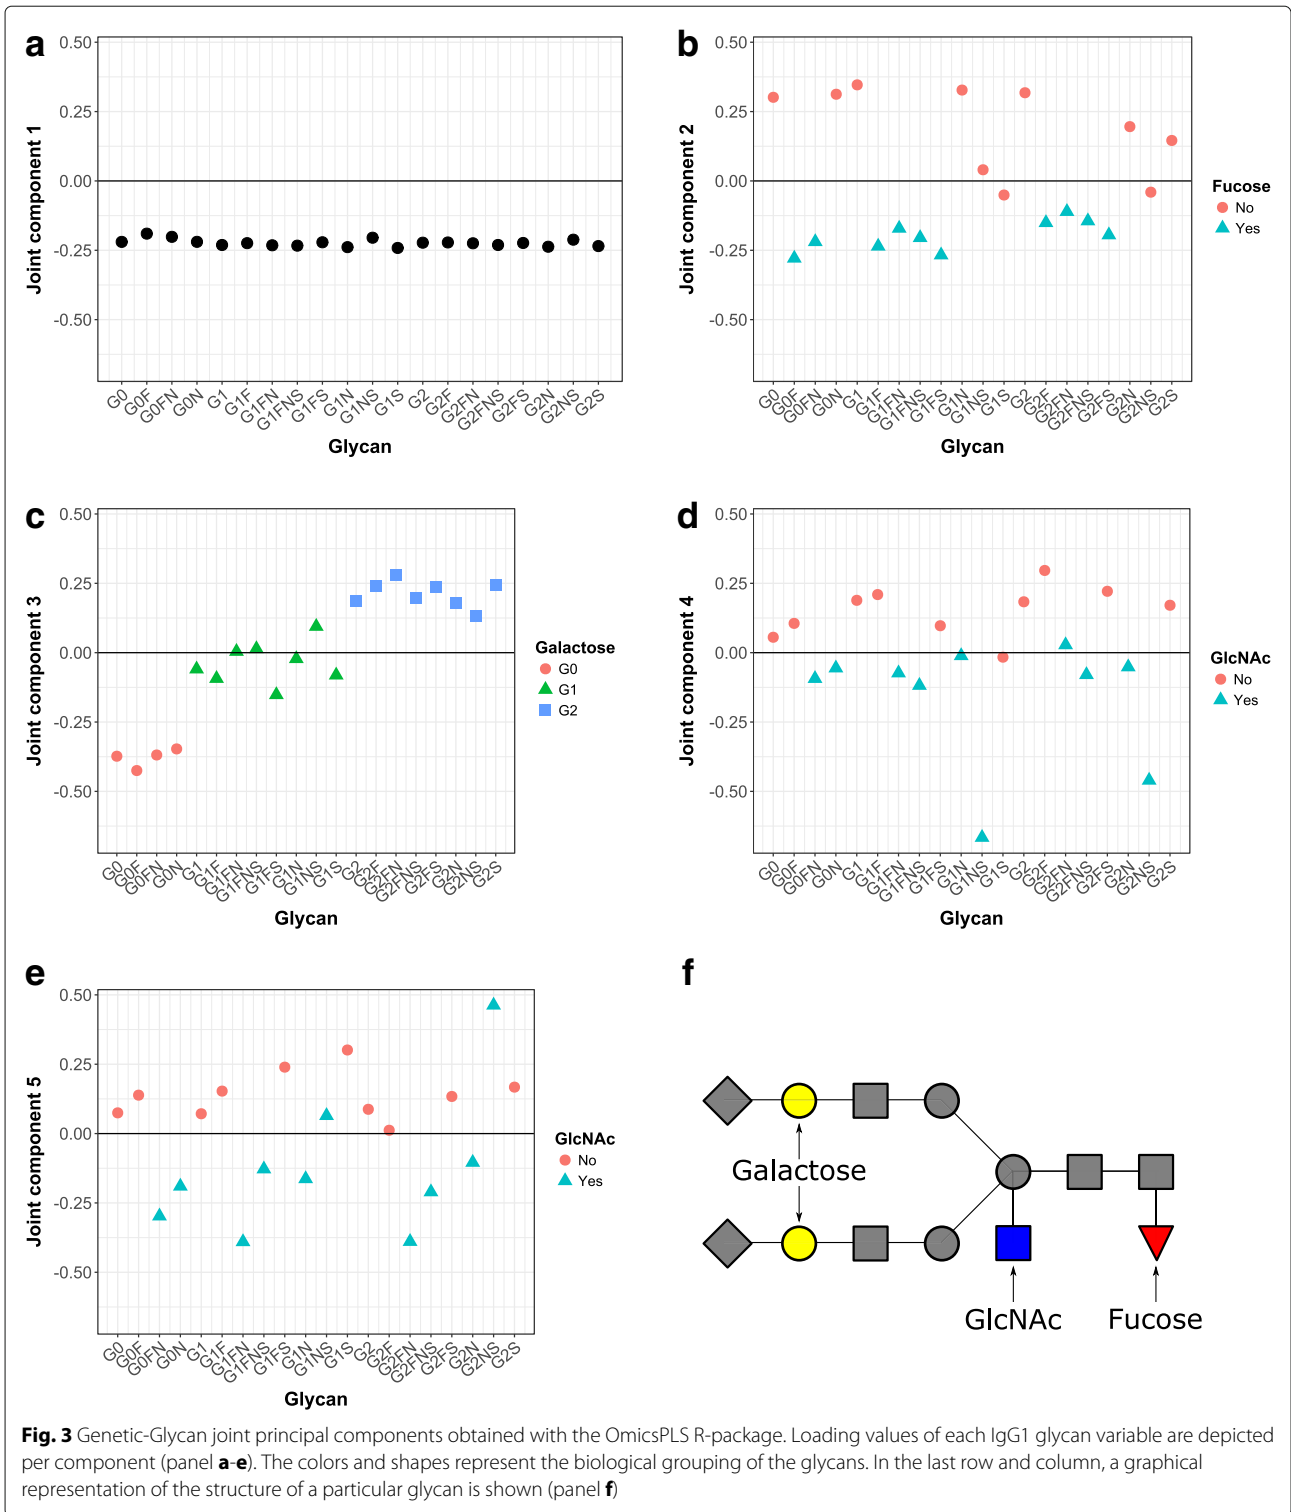 a
0.50
0.25
0.00
-0.25
-0.50
Joint component 1
G0 G0F G0FN G0N G1 G1F G1FN G1FNS G1FS G1N G1NS G1S G2 G2F G2FN G2FNS G2FS G2N G2NS G2S
Glycan
b
0.50
0.25
0.00
-0.25
-0.50
Joint component 2
G0 G0F G0FN G0N G1 G1F G1FN G1FNS G1FS G1N G1NS G1S G2 G2F G2FN G2FNS G2FS G2N G2NS G2S
Glycan
Fucose
No
Yes
c
0.50
0.25
0.00
-0.25
-0.50
Joint component 3
G0 G0F G0FN G0N G1 G1F G1FN G1FNS G1FS G1N G1NS G1S G2 G2F G2FN G2FNS G2FS G2N G2NS G2S
Glycan
Galactose
G0
G1
G2
d
0.50
0.25
0.00
-0.25
-0.50
Joint component 4
G0 G0F G0FN G0N G1 G1F G1FN G1FNS G1FS G1N G1NS G1S G2 G2F G2FN G2FNS G2FS G2N G2NS G2S
Glycan
GlcNAc
No
Yes
e
0.50
0.25
0.00
-0.25
-0.50
Joint component 5
G0 G0F G0FN G0N G1 G1F G1FN G1FNS G1FS G1N G1NS G1S G2 G2F G2FN G2FNS G2FS G2N G2NS G2S
Glycan
GlcNAc
No
Yes
f
Galactose
GlcNAc
Fucose
Fig. 3 Genetic-Glycan joint principal components obtained with the OmicsPLS R-package. Loading values of each IgG1 glycan variable are depicted
per component (panel a-e). The colors and shapes represent the biological grouping of the glycans. In the last row and column, a graphical
representation of the structure of a particular glycan is shown (panel f)